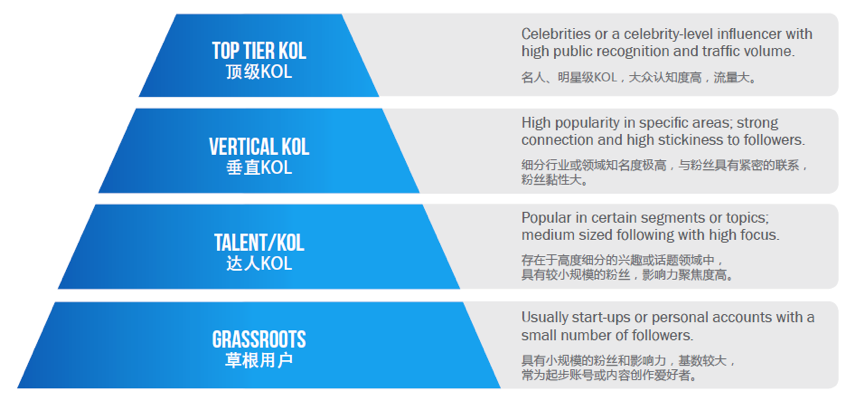 TOP TIER KOL
顶级KOL
Celebrities or a celebrity-level influencer with
high public recognition and traffic volume.
名人、明星级KOL，大众认知度高，流量大。
VERTICAL KOL
垂直KOL
High popularity in specific areas; strong
connection and high stickiness to followers.
细分行业或领域知名度极高，与粉丝具有紧密的联系，
粉丝黏性大。
TALENT/KOL
达人KOL
Popular in certain segments or topics;
medium sized following with high focus.
存在于高度细分的兴趣或话题领域中，
具有较小规模的粉丝，影响力聚焦度高。
GRASSROOTS
草根用户
Usually start-ups or personal accounts with a
small number of followers.
具有小规模的粉丝和影响力，基数较大，
常为起步账号或内容创作爱好者。